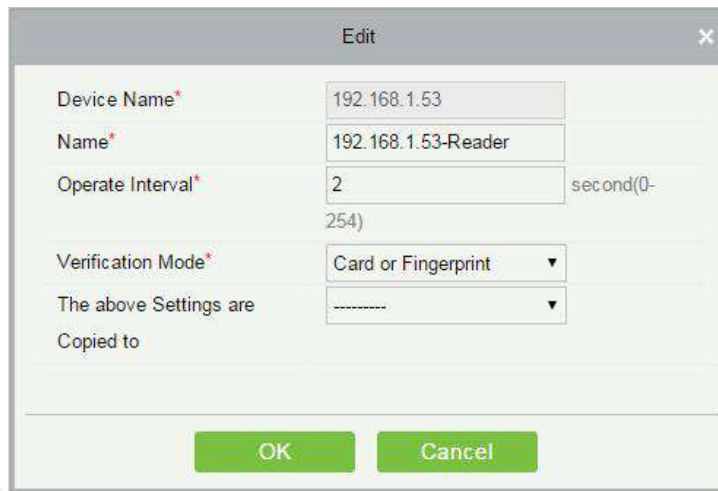 Edit
×
Device Name*
192.168.1.53
Name*
192.168.1.53-Reader
Operate Interval*
2
second(0-
254)
Verification Mode*
Card or Fingerprint
The above Settings are
Copied to
---------
OK
Cancel